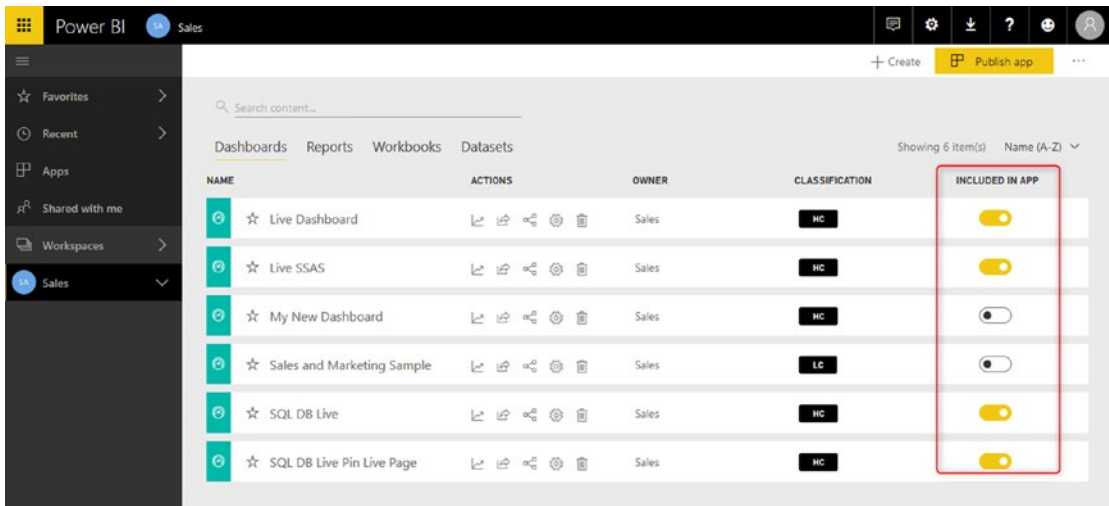 Power BI SA Sales ?
+ Create Publish app ...
Favorites
Search content...
Recent
Dashboards Reports Workbooks Datasets Showing 6 item(s) Name (A-Z)
Apps
NAME ACTIONS OWNER CLASSIFICATION INCLUDED IN APP
Shared with me
Live Dashboard Sales HC
Workspaces
Live SSAS Sales HC
SA Sales
My New Dashboard Sales HC
Sales and Marketing Sample Sales LC
SQL DB Live Sales HC
SQL DB Live Pin Live Page Sales HC